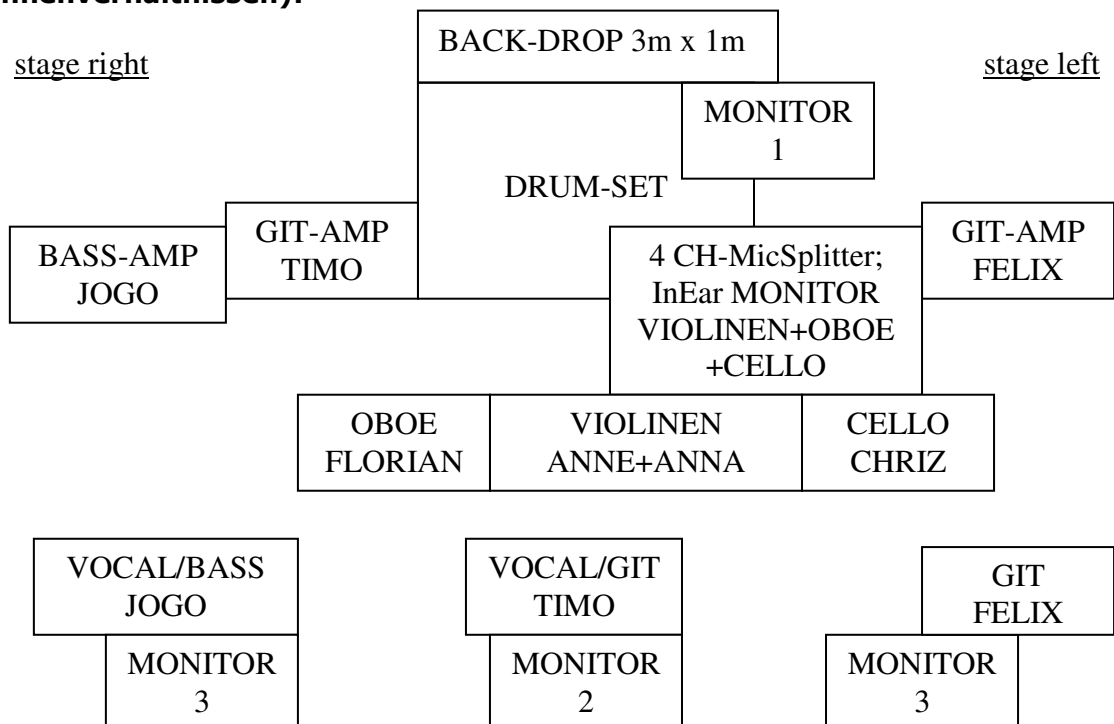 BACK-DROP 3m x 1m
stage right
stage left
MONITOR
1
DRUM-SET
BASS-AMP
JOGO
GIT-AMP
TIMO
4 CH-MicSplitter;
InEar MONITOR
VIOLINEN+OBOE
+CELLO
GIT-AMP
FELIX
OBOE
FLORIAN
VIOLINEN
ANNE+ANNA
CELLO
CHRIZ
VOCAL/BASS
JOGO
VOCAL/GIT
TIMO
GIT
FELIX
MONITOR
3
MONITOR
2
MONITOR
3